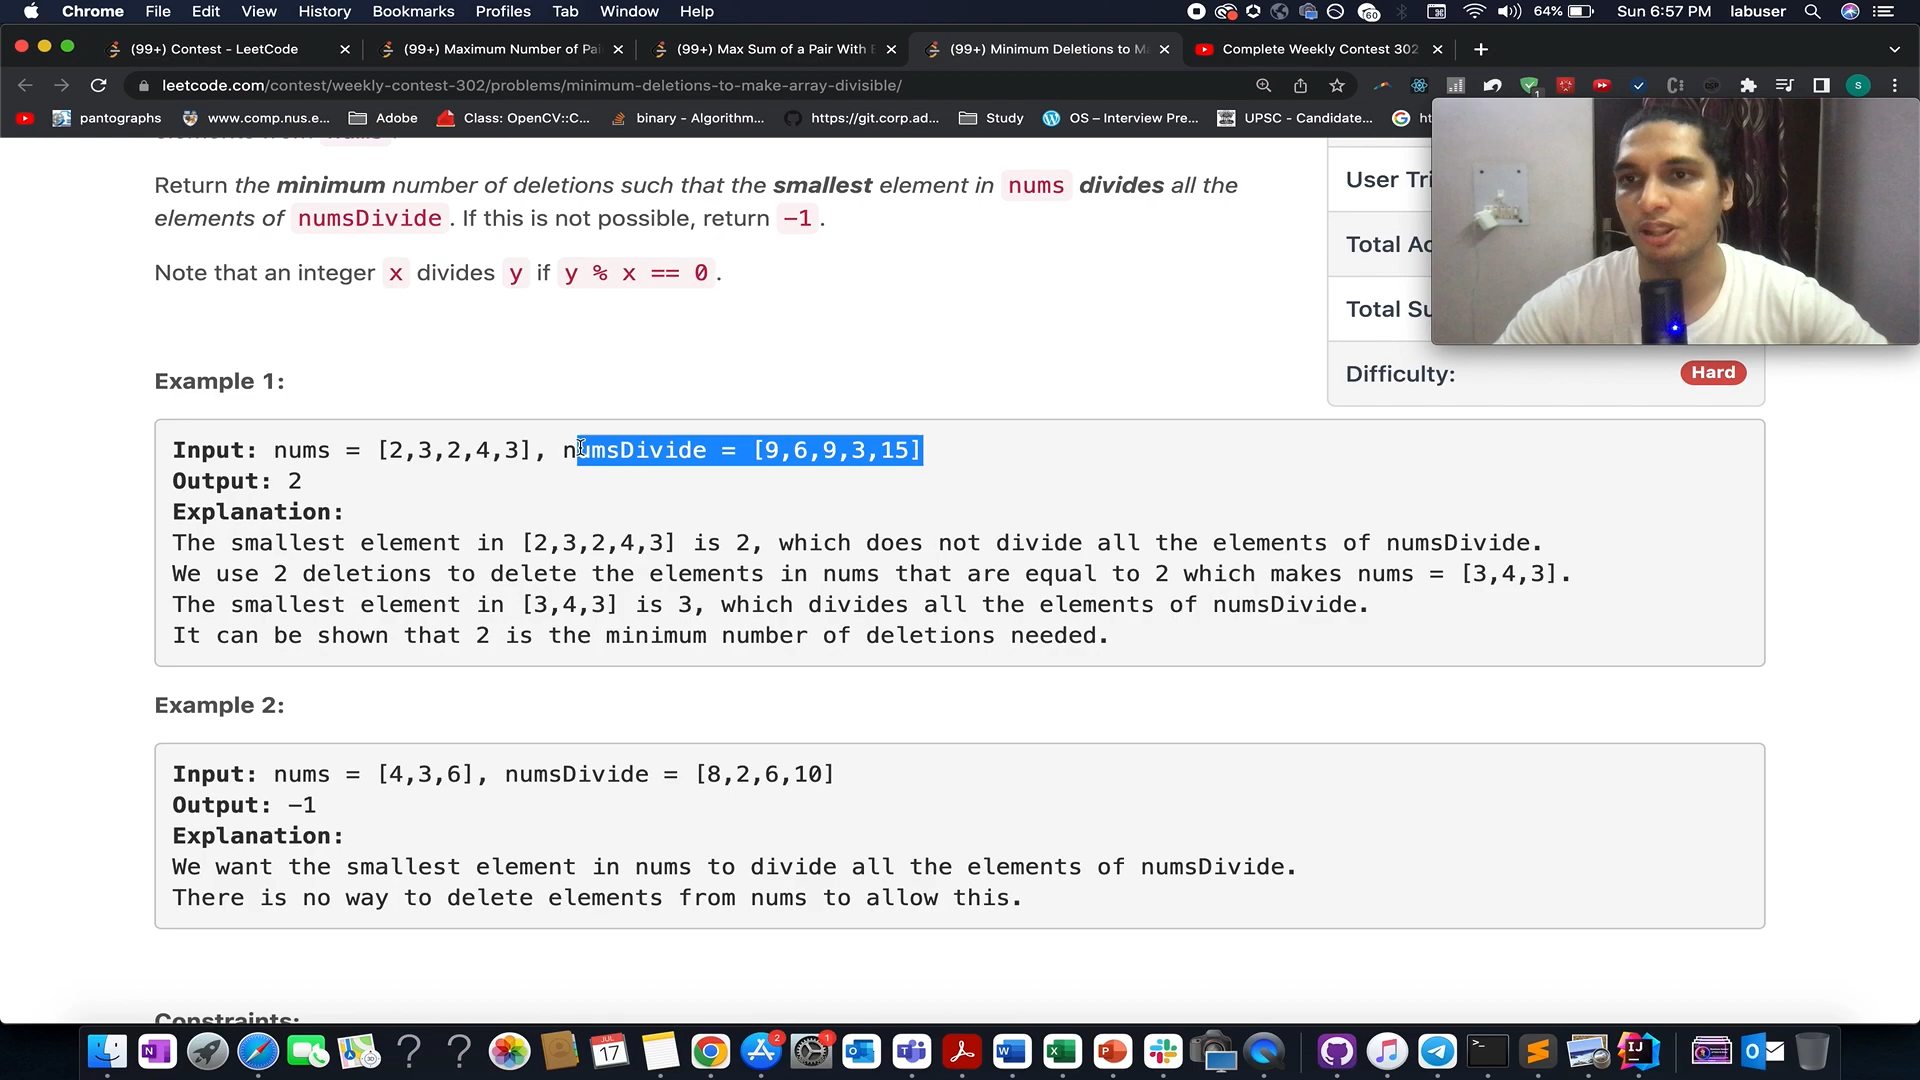 Chrome File Edit View History Bookmarks Profiles Tab Window Help 60 64% Sun 6:57 PM labuser
(99+) Contest - LeetCode (99+) Maximum Number of Pai (99+) Max Sum of a Pair With E (99+) Minimum Deletions to Ma Complete Weekly Contest 302
leetcode.com/contest/weekly-contest-302/problems/minimum-deletions-to-make-array-divisible/ 1 S
pantographs www.comp.nus.e... Adobe Class: OpenCV::C... binary - Algorithm... https://git.corp.ad... Study OS – Interview Pre... UPSC - Candidate... ht
elements from nums.
Return the minimum number of deletions such that the smallest element in nums divides all the
elements of numsDivide. If this is not possible, return -1.
Note that an integer x divides y if y % x == 0.
User Tri
Total Ac
Total Su
Difficulty: Hard
Example 1:
Input: nums = [2,3,2,4,3], numsDivide = [9,6,9,3,15]
Output: 2
Explanation:
The smallest element in [2,3,2,4,3] is 2, which does not divide all the elements of numsDivide.
We use 2 deletions to delete the elements in nums that are equal to 2 which makes nums = [3,4,3].
The smallest element in [3,4,3] is 3, which divides all the elements of numsDivide.
It can be shown that 2 is the minimum number of deletions needed.
Example 2:
Input: nums = [4,3,6], numsDivide = [8,2,6,10]
Output: -1
Explanation:
We want the smallest element in nums to divide all the elements of numsDivide.
There is no way to delete elements from nums to allow this.
Constraints:
JUL 17 2 1